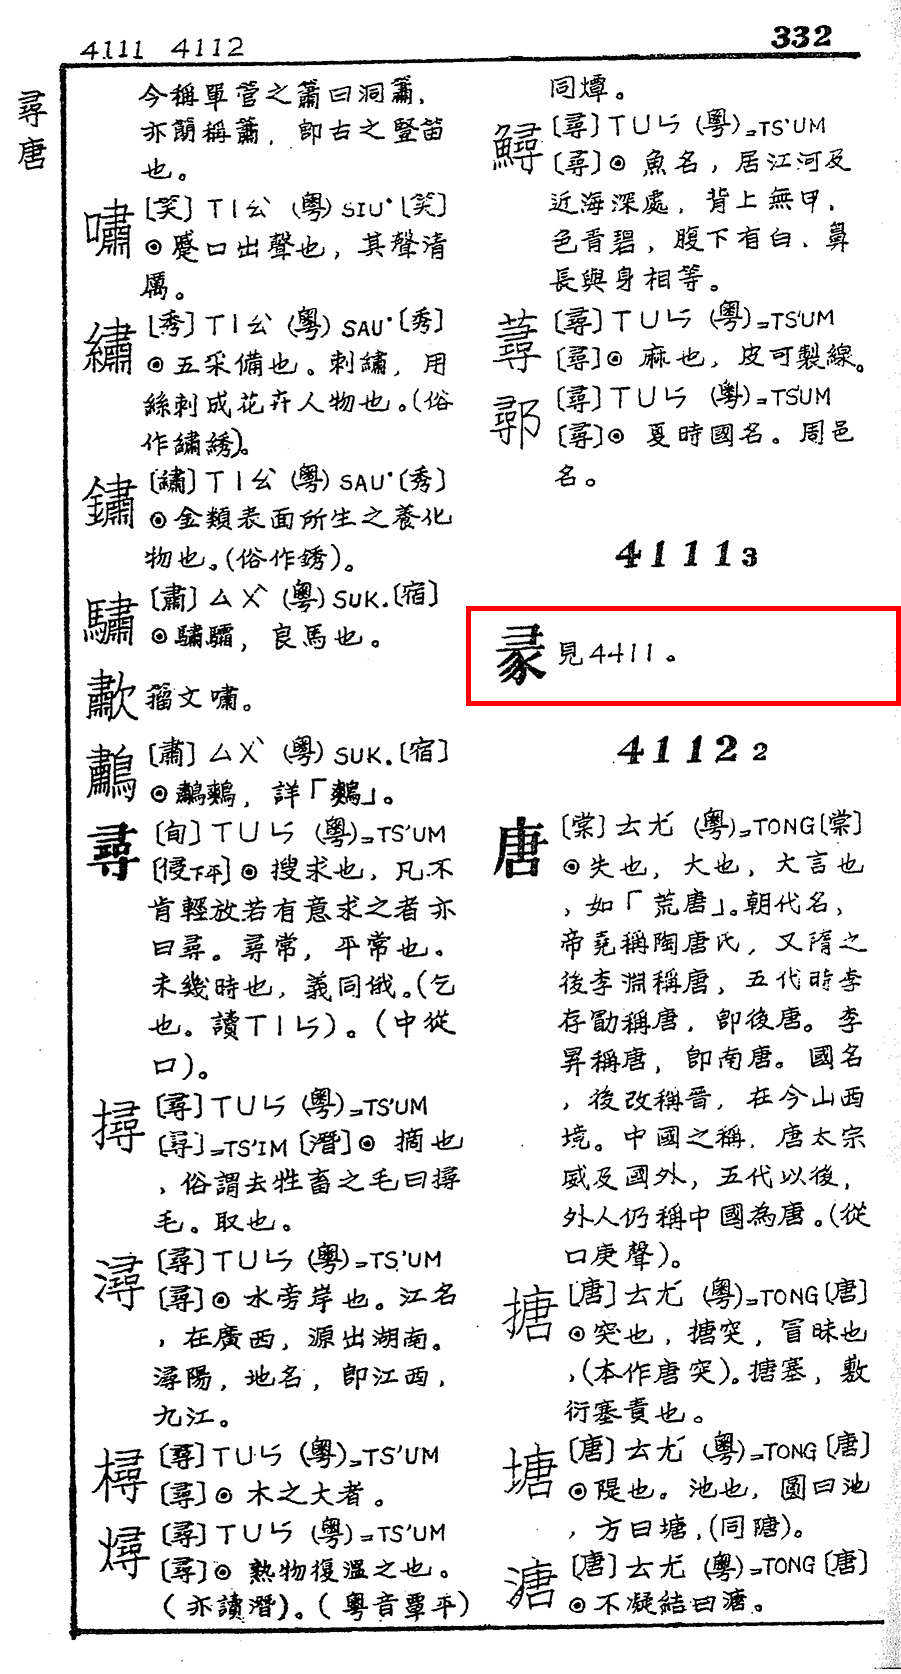 4111 4112
332
尋唐
今稱單管之簫曰洞簫，
亦簡稱簫，即古之豎笛
也。
嘯 [笑] ㄒㄧㄠ (粵) SIU' [笑]
⊙蹙口出聲也，其聲清
厲。
繡 [秀] ㄒㄧㄠ (粵) SAU' [秀]
⊙五采備也。刺繡，用
絲刺成花卉人物也。(俗
作繡綉)。
鏽 [繡] ㄒㄧㄠ (粵) SAU' [秀]
⊙金類表面所生之養化
物也。(俗作銹)。
驌 [肅] ㄙㄨˋ (粵) SUK. [宿]
⊙驌驦，良馬也。
歗 籀文嘯。
鷫 [肅] ㄙㄨˋ (粵) SUK. [宿]
⊙鷫鷞，詳「鷞」。
尋 [旬] ㄒㄩㄣ (粵)=TS'UM
[侵下平]⊙搜求也，凡不
肯輕放若有意求之者亦
曰尋。尋常，平常也。
未幾時也，義同俄。(乞
也。讀ㄒㄧㄣ)。(中從
口)。
撏 [尋] ㄒㄩㄣ (粵)=TS'UM
[尋]=TS'IM [潛]⊙摘也
，俗謂去牲畜之毛曰撏
毛。取也。
潯 [尋] ㄒㄩㄣ (粵)=TS'UM
[尋]⊙水旁岸也。江名
，在廣西，源出湖南。
潯陽，地名，即江西，
九江。
樳 [尋] ㄒㄩㄣ (粵)=TS'UM
[尋]⊙木之大者。
燖 [尋] ㄒㄩㄣ (粵)=TS'UM
[尋]⊙熟物復溫之也。
(亦讀潛)。(粵音覃平)
同燂。
鱘 [尋] ㄒㄩㄣ (粵)=TS'UM
[尋]⊙魚名，居江河及
近海深處，背上無甲，
色青碧，腹下有白，鼻
長與身相等。
蕁 [尋] ㄒㄩㄣ (粵)=TS'UM
[尋]⊙麻也，皮可製線。
鄩 [尋] ㄒㄩㄣ (粵)=TSUM
[尋]⊙夏時國名。周邑
名。
4111 3
彖 見4411。
4112 2
唐 [棠] ㄊㄤ (粵)=TONG [棠]
⊙失也，大也，大言也
，如「荒唐」。朝代名，
帝堯稱陶唐氏，又隋之
後李淵稱唐，五代時李
存勖稱唐，即後唐。李
昇稱唐，即南唐。國名
，後改稱晉，在今山西
境。中國之稱，唐太宗
威及國外，五代以後，
外人仍稱中國為唐。(從
口庚聲)。
搪 [唐] ㄊㄤˊ (粵)=TONG [唐]
⊙突也，搪突，冒昧也
，(本作唐突)。搪塞，敷
衍塞責也。
塘 [唐] ㄊㄤˊ (粵)=TONG [唐]
⊙隄也。池也，圓曰池
，方曰塘，(同隯)。
溏 [唐] ㄊㄤˊ (粵)=TONG [唐]
⊙不凝結曰溏。